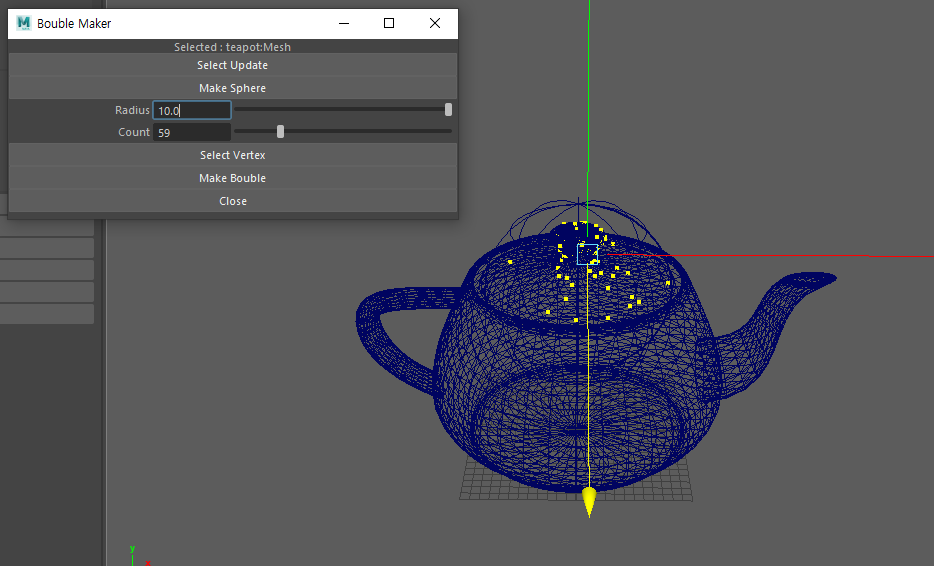 Bouble Maker
Selected : teapot:Mesh
Select Update
Make Sphere
Radius 10.0
Count 59
Select Vertex
Make Bouble
Close
y